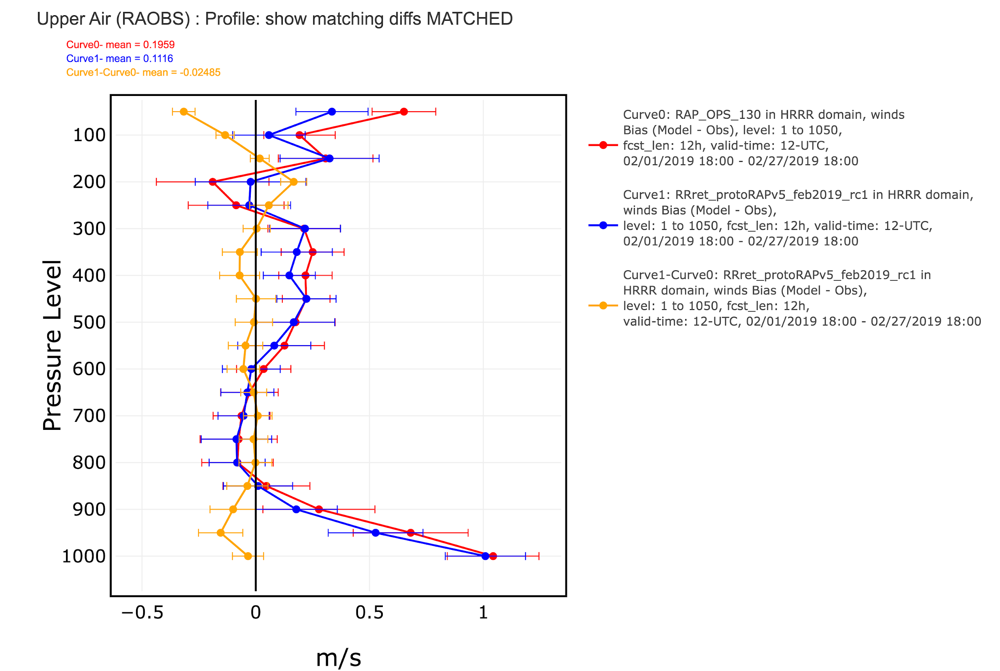 Upper Air (RAOBS) : Profile: show matching diffs MATCHED
Curve0- mean = 0.1959
Curve1- mean = 0.1116
Curve1-Curve0- mean = -0.02485
Curve0: RAP_OPS_130 in HRRR domain, winds
Bias (Model - Obs), level: 1 to 1050,
fcst_len: 12h, valid-time: 12-UTC,
02/01/2019 18:00 - 02/27/2019 18:00
Curve1: RRret_protoRAPv5_feb2019_rc1 in HRRR domain,
winds Bias (Model - Obs),
level: 1 to 1050, fcst_len: 12h, valid-time: 12-UTC,
02/01/2019 18:00 - 02/27/2019 18:00
Curve1-Curve0: RRret_protoRAPv5_feb2019_rc1 in
HRRR domain, winds Bias (Model - Obs),
level: 1 to 1050, fcst_len: 12h,
valid-time: 12-UTC, 02/01/2019 18:00 - 02/27/2019 18:00
Pressure Level
100
200
300
400
500
600
700
800
900
1000
−0.5 0 0.5 1
m/s